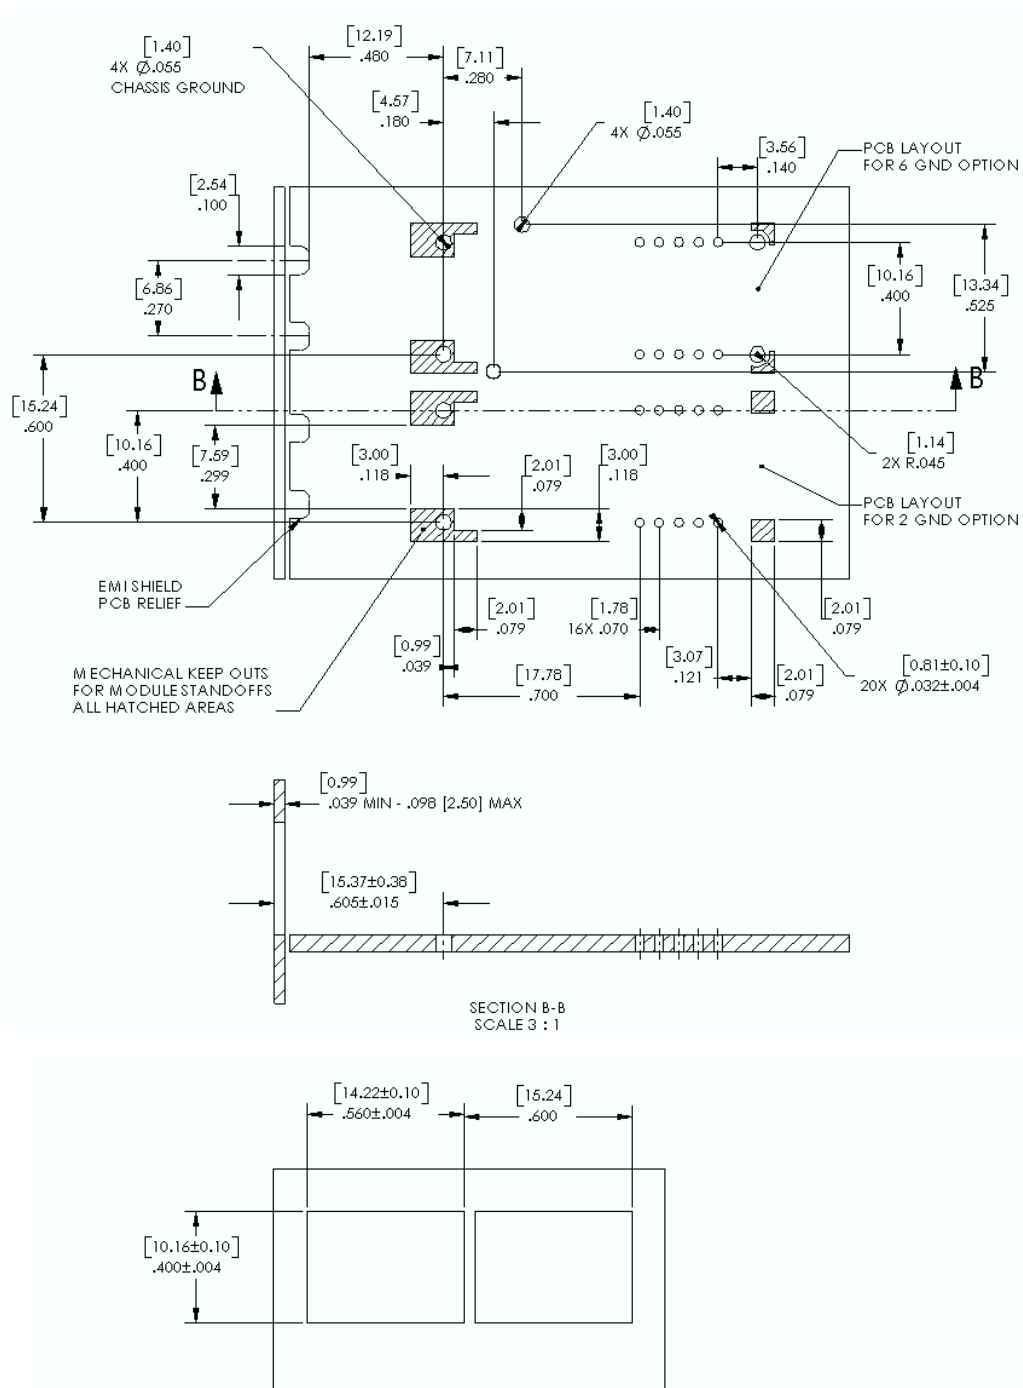 [12.19]
.480
[1.40]
4X Ø.055
CHASSIS GROUND
[7.11]
.280
[4.57]
.180
[1.40]
4X Ø.055
[3.56]
.140
PCB LAYOUT
FOR 6 GND OPTION
[2.54]
.100
[6.86]
.270
[10.16]
.400
[13.34]
.525
B
B
[15.24]
.600
[10.16]
.400
[7.59]
.299
[3.00]
.118
[2.01]
.079
[3.00]
.118
[1.14]
2X R.045
PCB LAYOUT
FOR 2 GND OPTION
EMI SHIELD
PCB RELIEF
[2.01]
.079
[1.78]
16X .070
[2.01]
.079
[0.99]
.039
[3.07]
.121
[2.01]
.079
[0.81±0.10]
20X Ø.032±.004
MECHANICAL KEEP OUTS
FOR MODULE STANDOFFS
ALL HATCHED AREAS
[17.78]
.700
[0.99]
.039 MIN - .098 [2.50] MAX
[15.37±0.38]
.605±.015
SECTION B-B
SCALE 3 : 1
[14.22±0.10]
.560±.004
[15.24]
.600
[10.16±0.10]
.400±.004